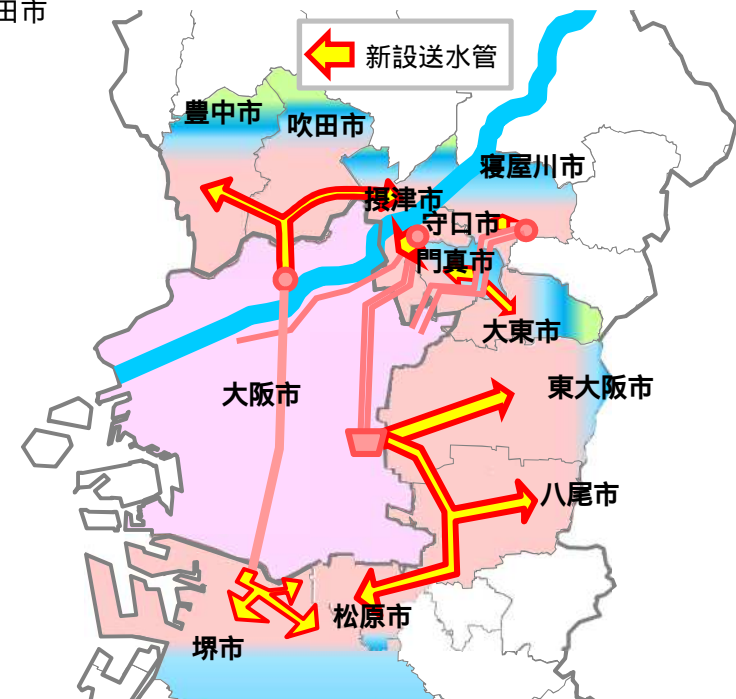 田市
新設送水管
豊中市
吹田市
寝屋川市
摂津市
守口市
門真市
大東市
東大阪市
大阪市
八尾市
松原市
堺市